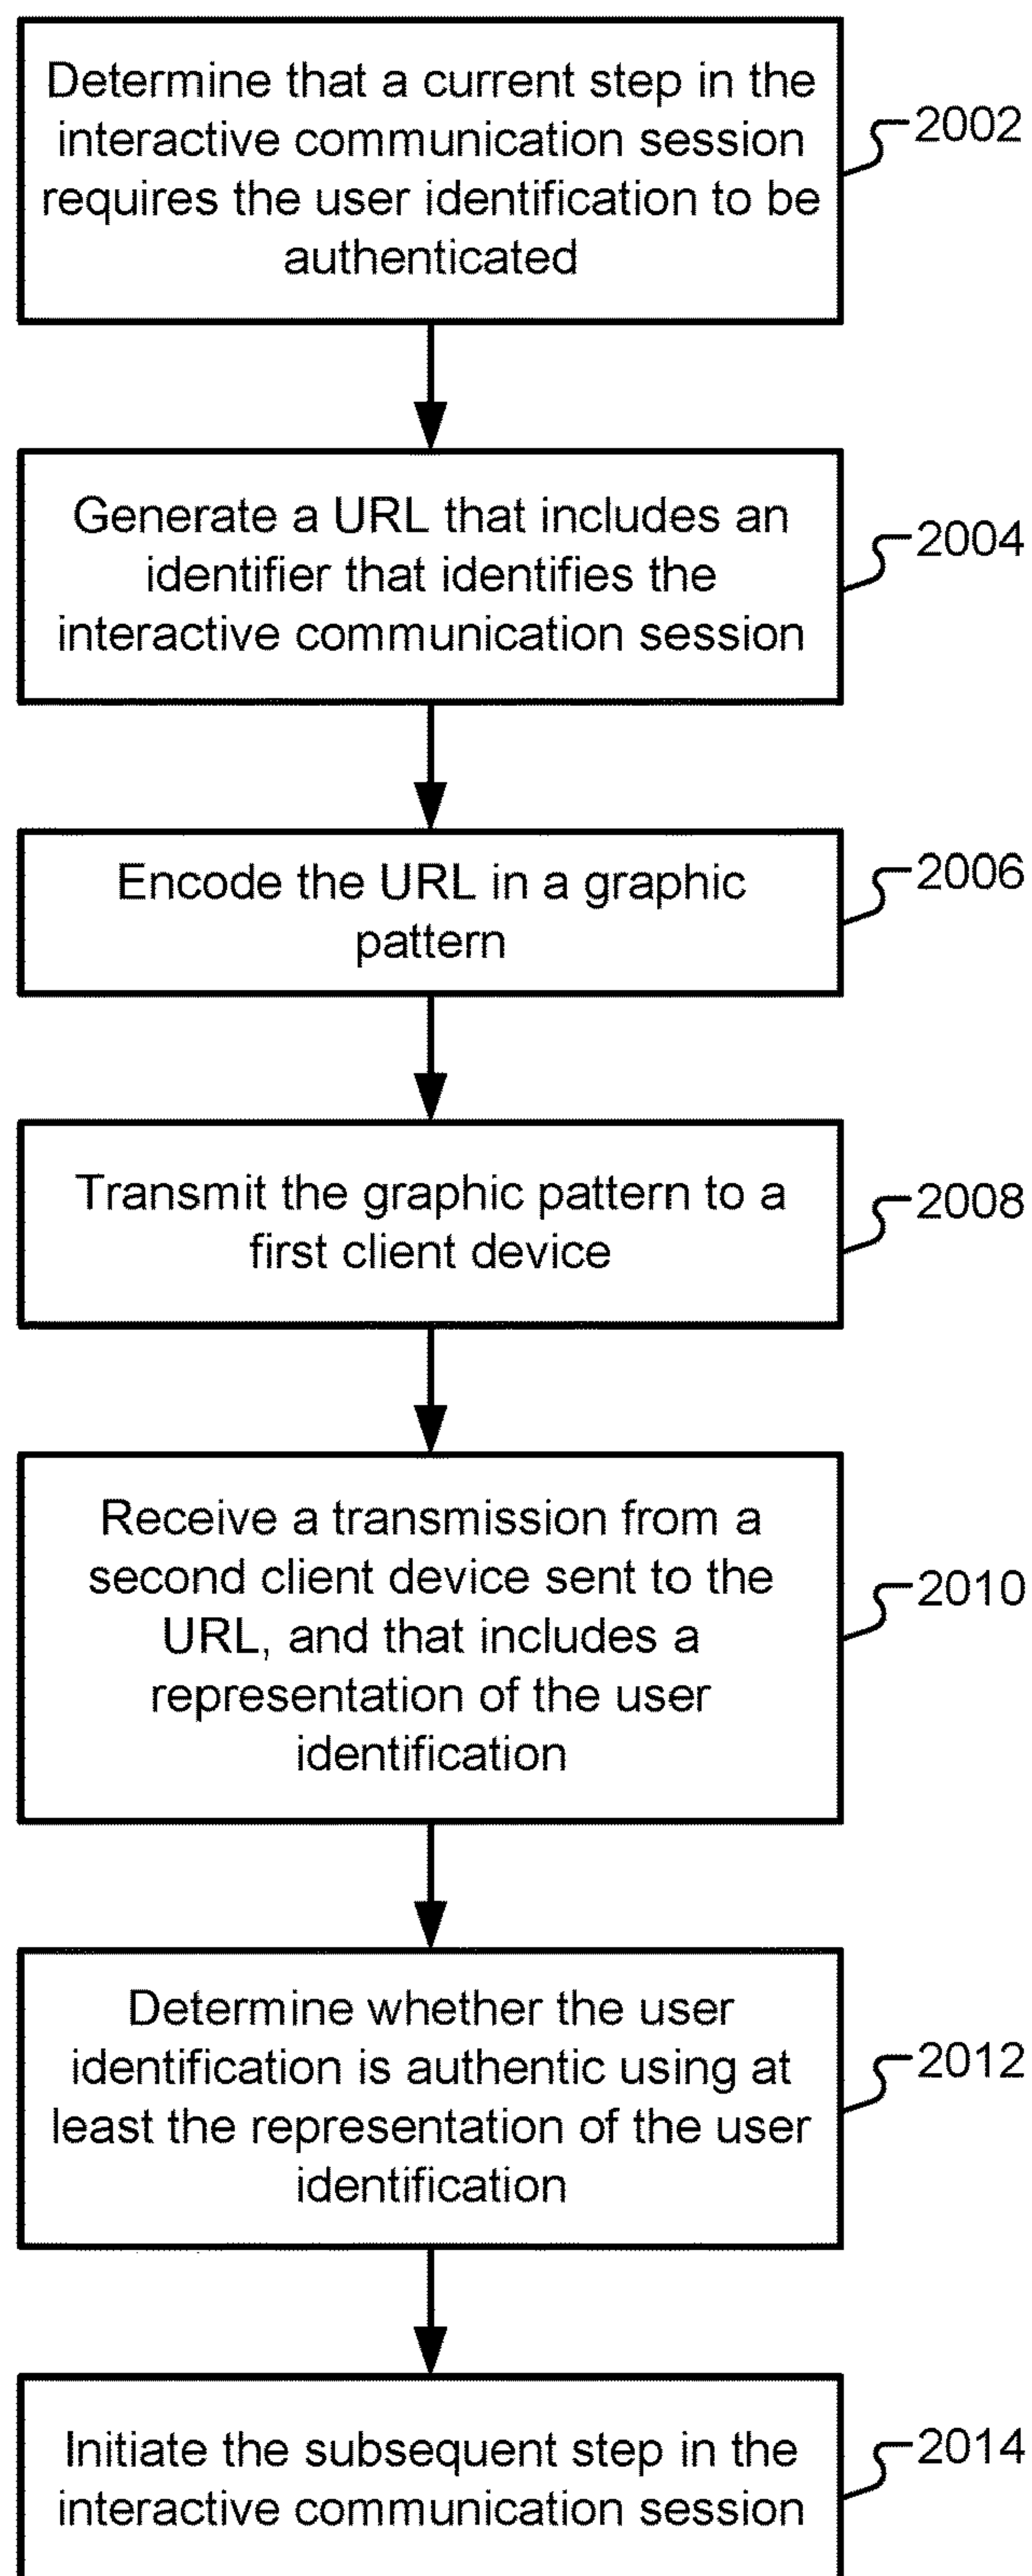 Determine that a current step in the
interactive communication session
requires the user identification to be
authenticated
2002
Generate a URL that includes an
identifier that identifies the
interactive communication session
2004
Encode the URL in a graphic
pattern
2006
Transmit the graphic pattern to a
first client device
2008
Receive a transmission from a
second client device sent to the
URL, and that includes a
representation of the user
identification
2010
Determine whether the user
identification is authentic using at
least the representation of the user
identification
2012
Initiate the subsequent step in the
interactive communication session
2014